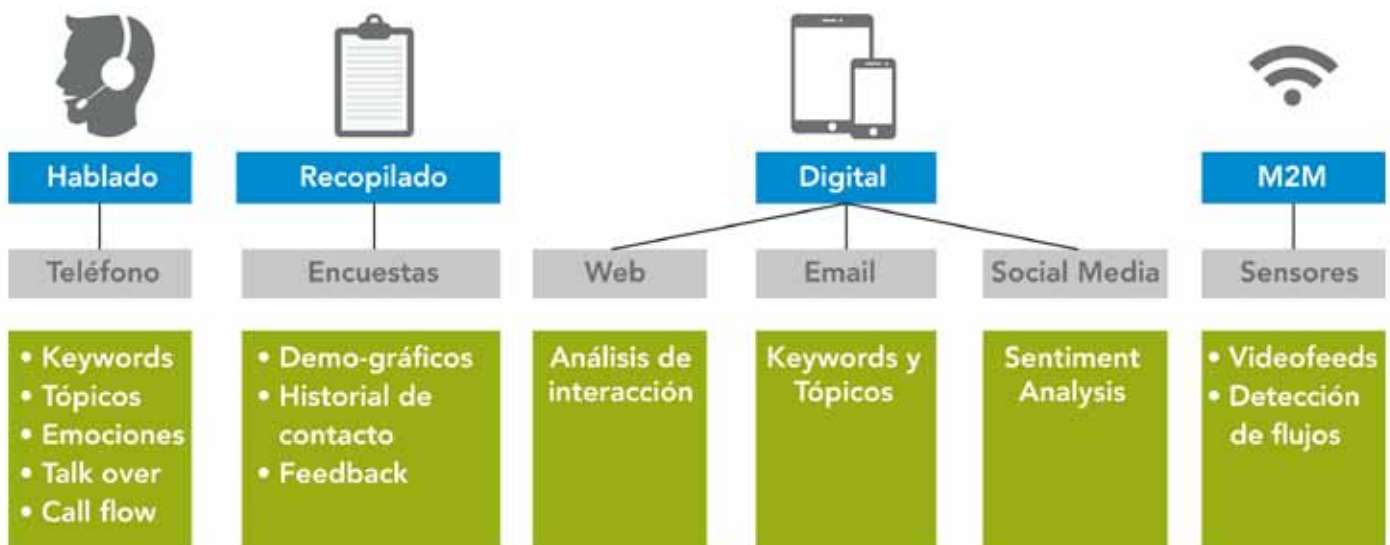 Hablado
Recopilado
Digital
M2M
Teléfono
Encuestas
Web
Email
Social Media
Sensores
• Keywords
• Tópicos
• Emociones
• Talk over
• Call flow
• Demo-gráficos
• Historial de
contacto
• Feedback
Análisis de
interacción
Keywords y
Tópicos
Sentiment
Analysis
• Videofeeds
• Detección
de flujos